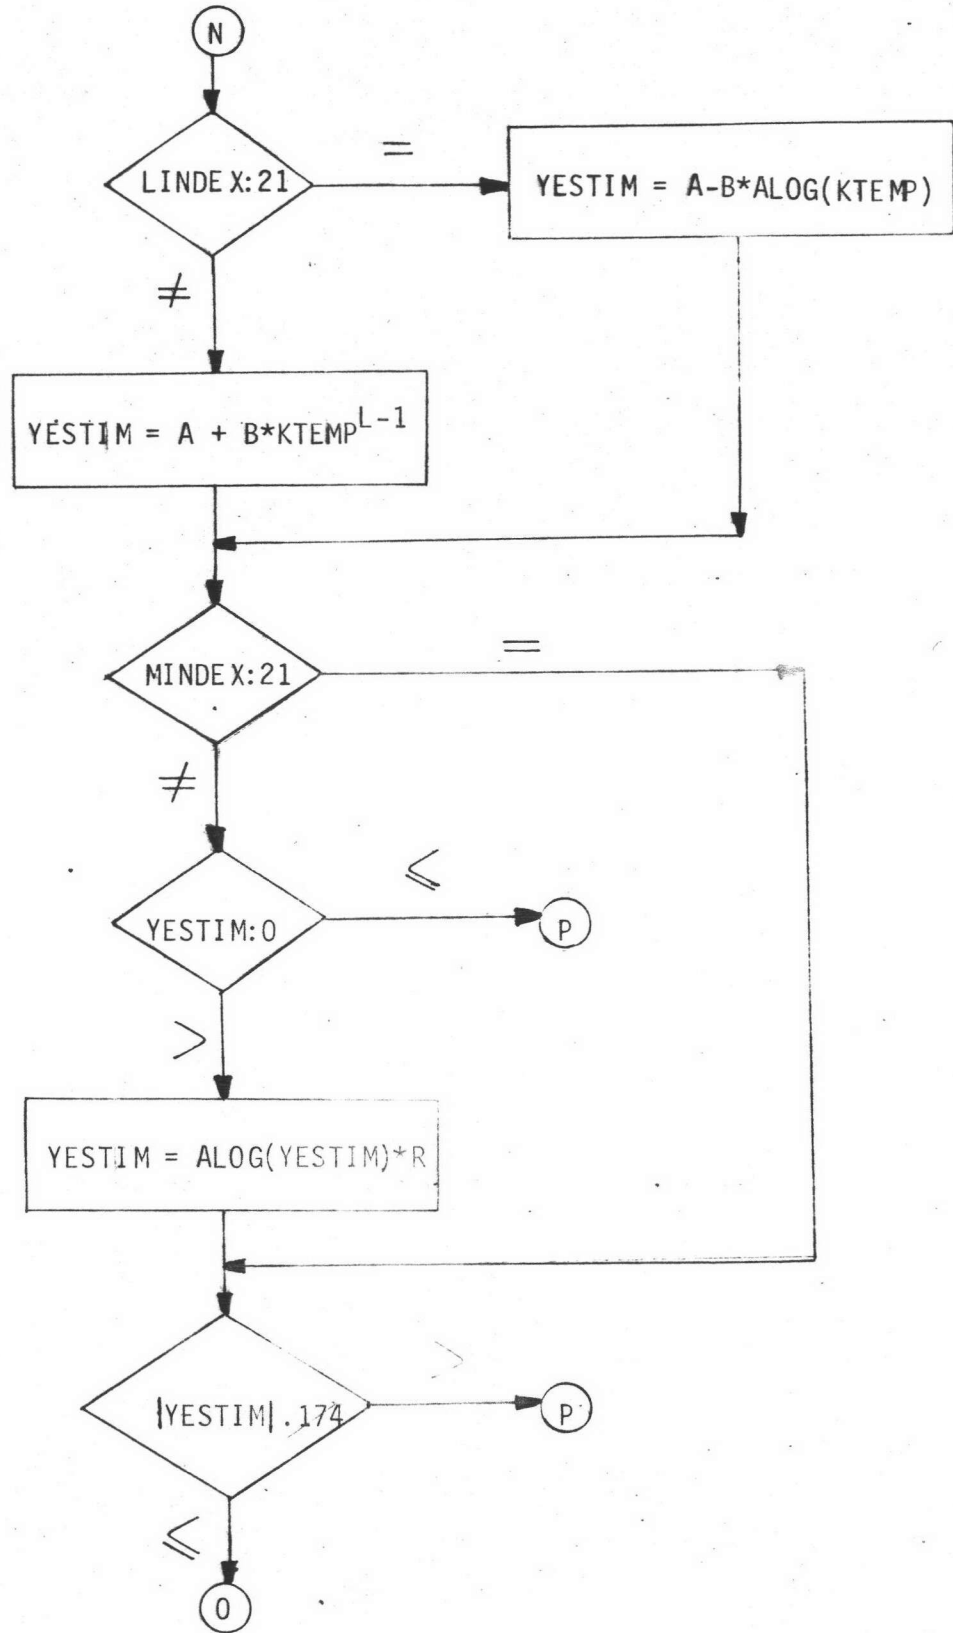 N
LINDEX:21
=
YESTIM = A-B*ALOG(KTEMP)
≠
YESTIM = A + B*KTEMP^L-1
MINDEX:21
=
≠
YESTIM:0
≤
P
>
YESTIM = ALOG(YESTIM)*R
|YESTIM|.174
>
P
≤
O